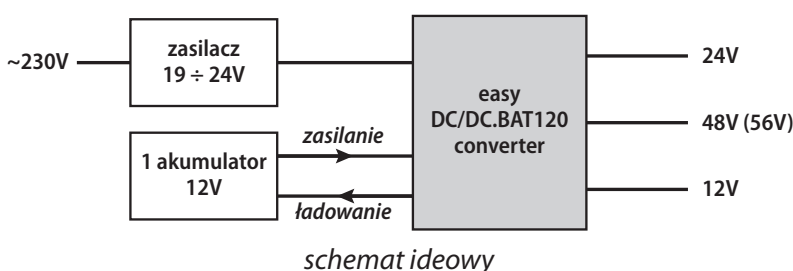 ~230V
zasilacz
19 ÷ 24V
1 akumulator
12V
zasilanie
ładowanie
easy
DC/DC.BAT120
converter
24V
48V (56V)
12V
schemat ideowy